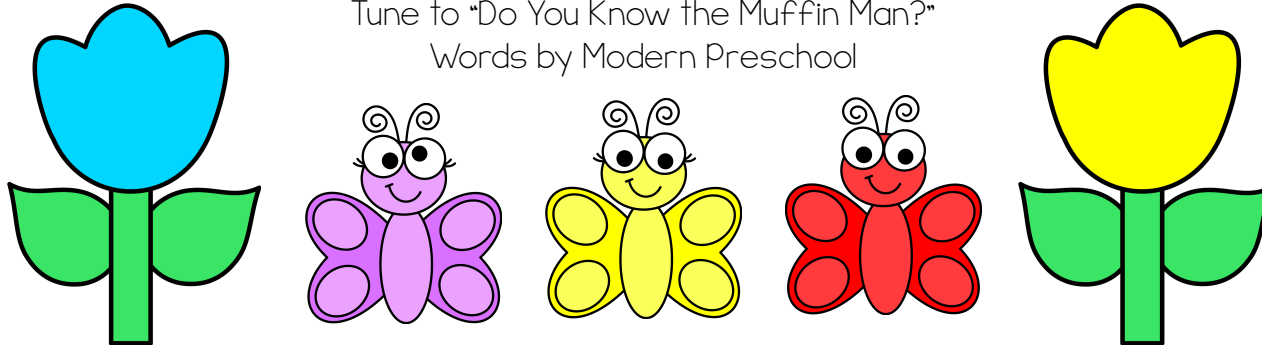 Tune to “Do You Know the Muffin Man?”
Words by Modern Preschool